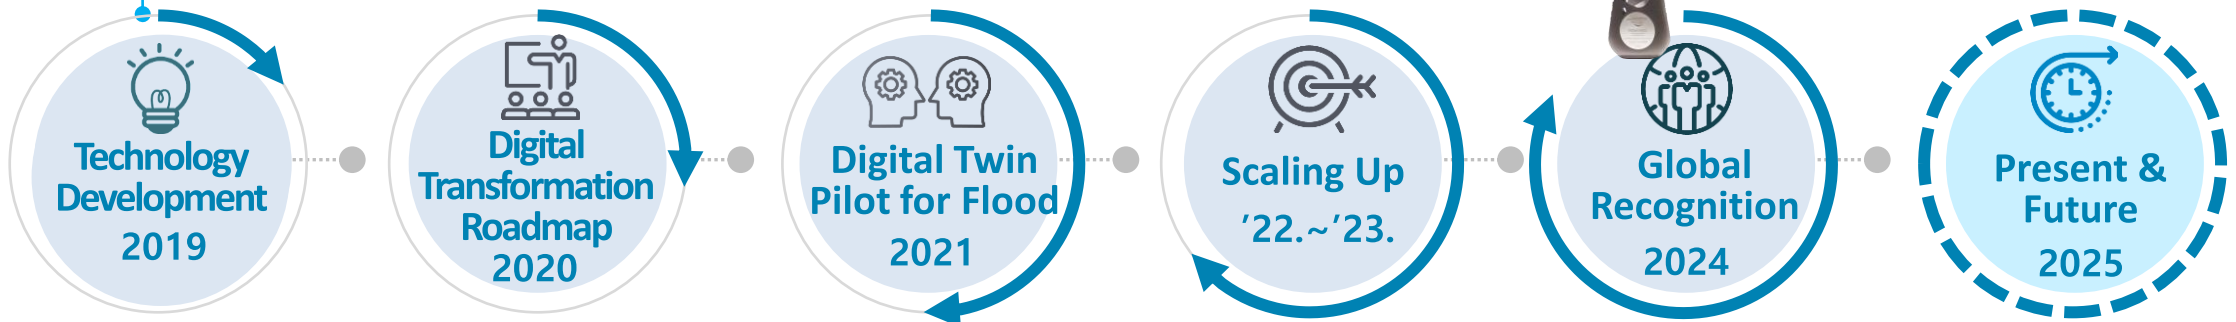 Technology
Development
2019
Digital
Transformation
Roadmap
2020
Digital Twin
Pilot for Flood
2021
Scaling Up
’22.~’23.
Global
Recognition
2024
Present &
Future
2025